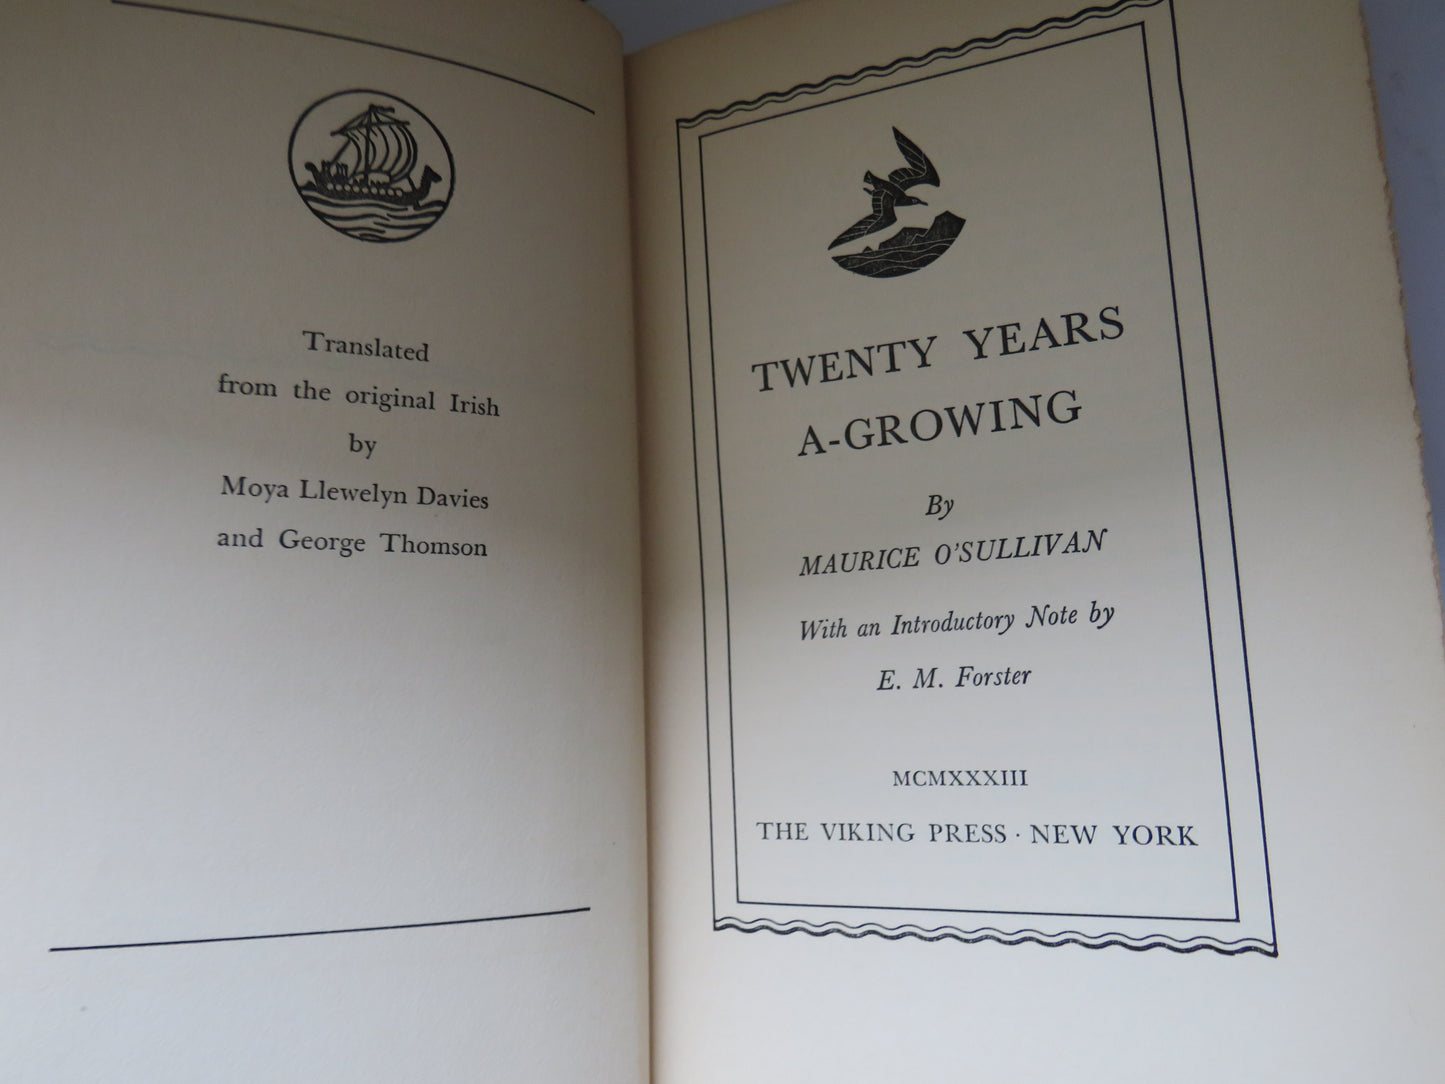 Translated
from the original Irish
by
Moya Llewelyn Davies
and George Thomson
TWENTY YEARS
A-GROWING
By
MAURICE O'SULLIVAN
With an Introductory Note by
E. M. Forster
MCMXXXIII
THE VIKING PRESS · NEW YORK